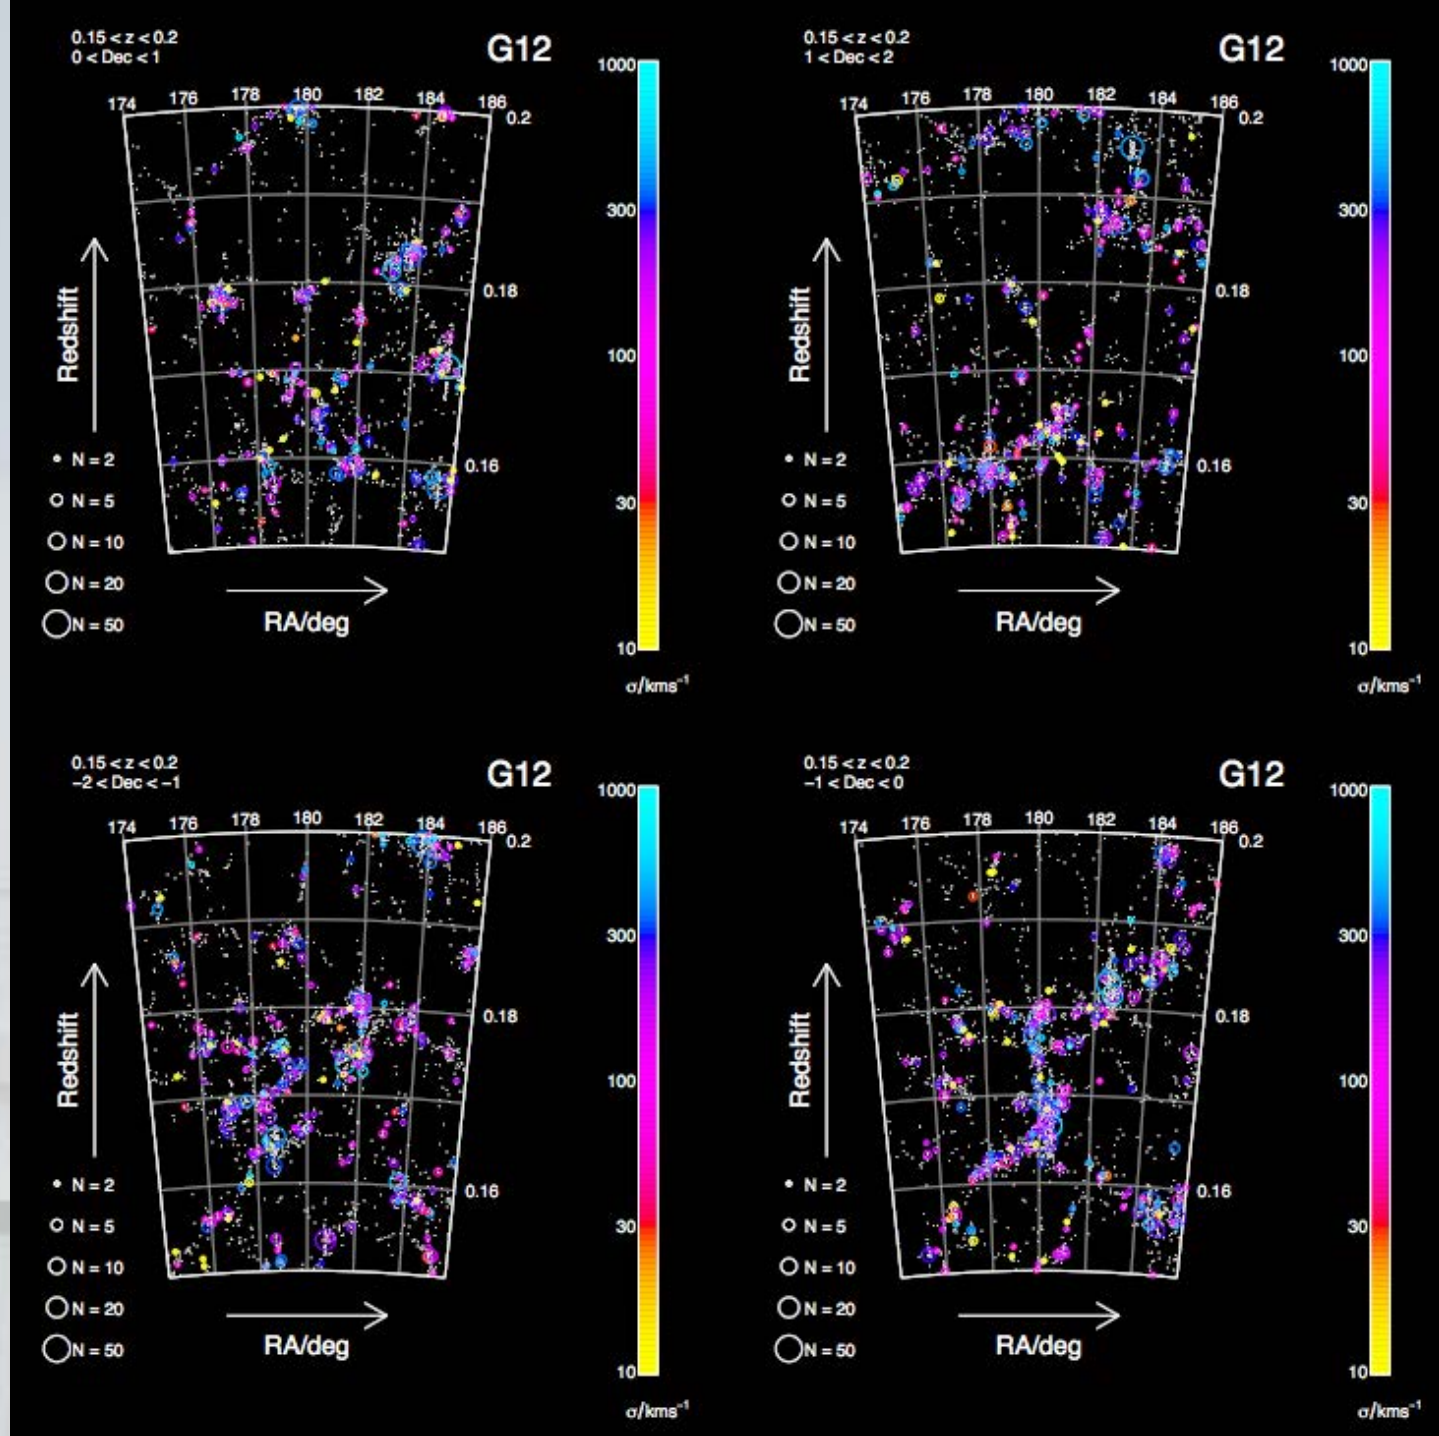 0.15 < z < 0.2
0 < Dec < 1
G12
174 176 178 180 182 184 186
0.2
0.18
0.16
Redshift
N = 2
N = 5
N = 10
N = 20
N = 50
RA/deg
1000
300
100
30
10
σ/kms⁻¹
0.15 < z < 0.2
1 < Dec < 2
G12
174 176 178 180 182 184 186
0.2
0.18
0.16
Redshift
N = 2
N = 5
N = 10
N = 20
N = 50
RA/deg
1000
300
100
30
10
σ/kms⁻¹
0.15 < z < 0.2
−2 < Dec < −1
G12
174 176 178 180 182 184 186
0.2
0.18
0.16
Redshift
N = 2
N = 5
N = 10
N = 20
N = 50
RA/deg
1000
300
100
30
10
σ/kms⁻¹
0.15 < z < 0.2
−1 < Dec < 0
G12
174 176 178 180 182 184 186
0.2
0.18
0.16
Redshift
N = 2
N = 5
N = 10
N = 20
N = 50
RA/deg
1000
300
100
30
10
σ/kms⁻¹